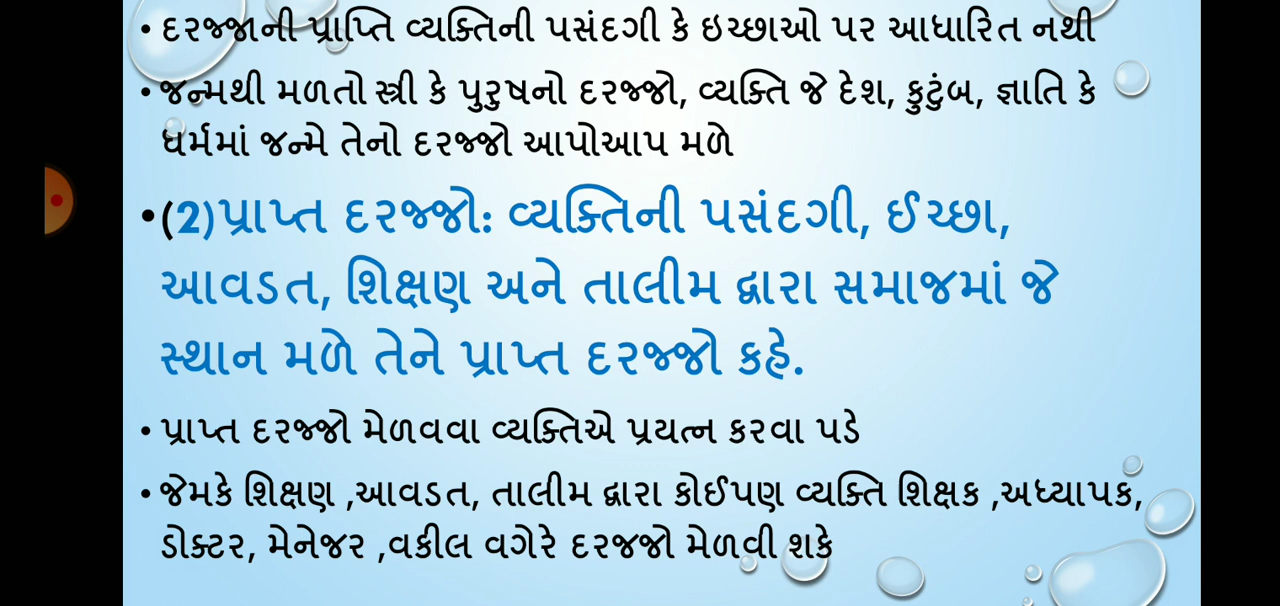 • દરજ્જાની પ્રાપ્તિ વ્યક્તિની પસંદગી કે ઇચ્છાઓ પર આધારિત નથી
• જન્મથી મળતો સ્ત્રી કે પુરુષનો દરજ્જો, વ્યક્તિ જે દેશ, કુટુંબ, જ્ઞાતિ કે
ધર્મમાં જન્મે તેનો દરજ્જો આપોઆપ મળે
•(2)પ્રાપ્ત દરજ્જો: વ્યક્તિની પસંદગી, ઈચ્છા,
આવડત, શિક્ષણ અને તાલીમ દ્વારા સમાજમાં જે
સ્થાન મળે તેને પ્રાપ્ત દરજ્જો કહે.
• પ્રાપ્ત દરજ્જો મેળવવા વ્યક્તિએ પ્રયત્ન કરવા પડે
• જેમકે શિક્ષણ ,આવડત, તાલીમ દ્વારા કોઈપણ વ્યક્તિ શિક્ષક ,અધ્યાપક,
ડોક્ટર, મેનેજર ,વકીલ વગેરે દરજજો મેળવી શકે